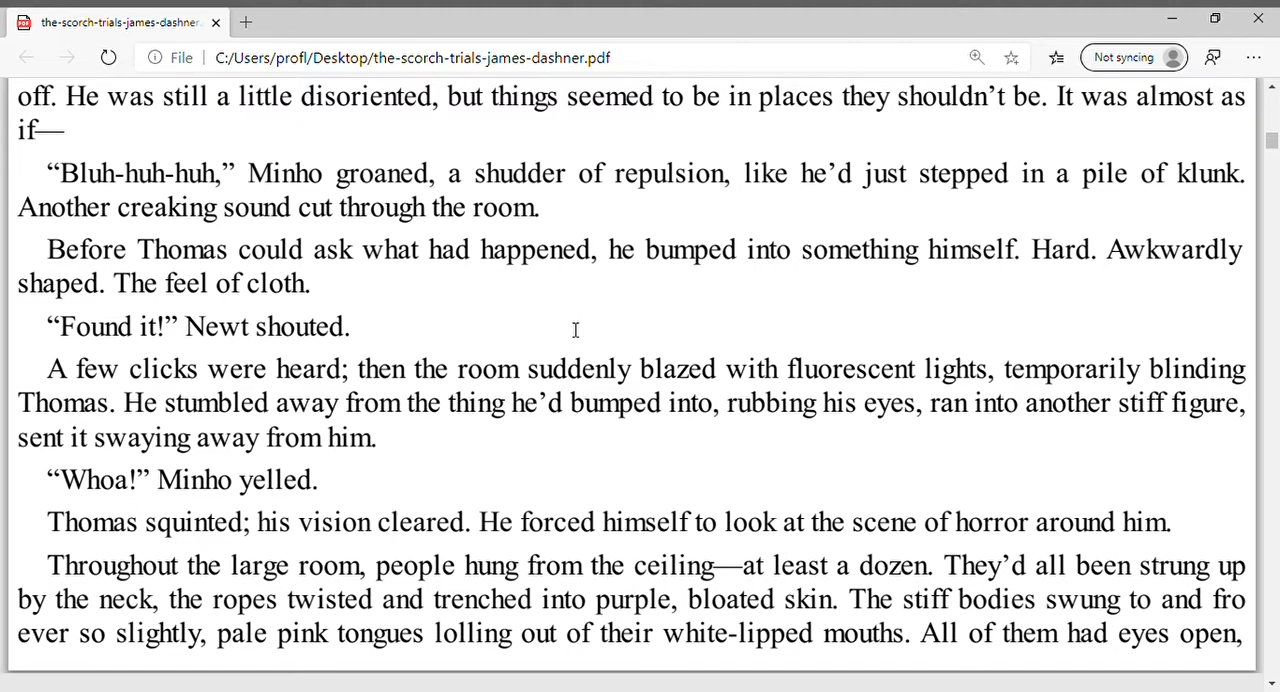 the-scorch-trials-james-dashner.
File
C:/Users/profl/Desktop/the-scorch-trials-james-dashner.pdf
Not syncing
off. He was still a little disoriented, but things seemed to be in places they shouldn’t be. It was almost as
if—
“Bluh-huh-huh,” Minho groaned, a shudder of repulsion, like he’d just stepped in a pile of klunk.
Another creaking sound cut through the room.
Before Thomas could ask what had happened, he bumped into something himself. Hard. Awkwardly
shaped. The feel of cloth.
“Found it!” Newt shouted.
A few clicks were heard; then the room suddenly blazed with fluorescent lights, temporarily blinding
Thomas. He stumbled away from the thing he’d bumped into, rubbing his eyes, ran into another stiff figure,
sent it swaying away from him.
“Whoa!” Minho yelled.
Thomas squinted; his vision cleared. He forced himself to look at the scene of horror around him.
Throughout the large room, people hung from the ceiling—at least a dozen. They’d all been strung up
by the neck, the ropes twisted and trenched into purple, bloated skin. The stiff bodies swung to and fro
ever so slightly, pale pink tongues lolling out of their white-lipped mouths. All of them had eyes open,